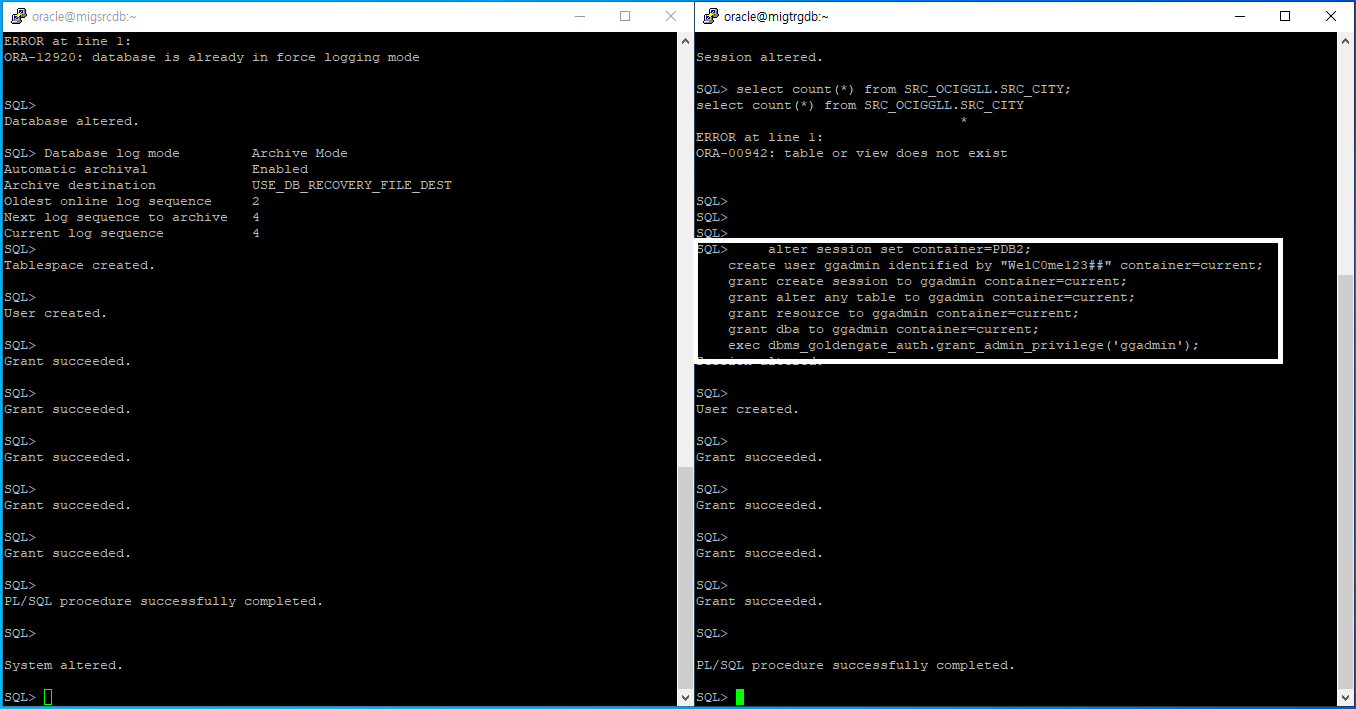 oracle@migsrcdb:~
ERROR at line 1:
ORA-12920: database is already in force logging mode
SQL>
Database altered.
SQL> Database log mode Archive Mode
Automatic archival Enabled
Archive destination USE_DB_RECOVERY_FILE_DEST
Oldest online log sequence 2
Next log sequence to archive 4
Current log sequence 4
SQL>
Tablespace created.
SQL>
User created.
SQL>
Grant succeeded.
SQL>
Grant succeeded.
SQL>
Grant succeeded.
SQL>
Grant succeeded.
SQL>
Grant succeeded.
SQL>
PL/SQL procedure successfully completed.
SQL>
System altered.
SQL>
oracle@migtrgdb:~
Session altered.
SQL> select count(*) from SRC_OCIGGLL.SRC_CITY;
select count(*) from SRC_OCIGGLL.SRC_CITY
*
ERROR at line 1:
ORA-00942: table or view does not exist
SQL>
SQL>
SQL>
SQL> alter session set container=PDB2;
create user ggadmin identified by "WelC0me123##" container=current;
grant create session to ggadmin container=current;
grant alter any table to ggadmin container=current;
grant resource to ggadmin container=current;
grant dba to ggadmin container=current;
exec dbms_goldengate_auth.grant_admin_privilege('ggadmin');
Session altered.
SQL>
User created.
SQL>
Grant succeeded.
SQL>
Grant succeeded.
SQL>
Grant succeeded.
SQL>
Grant succeeded.
SQL>
PL/SQL procedure successfully completed.
SQL>